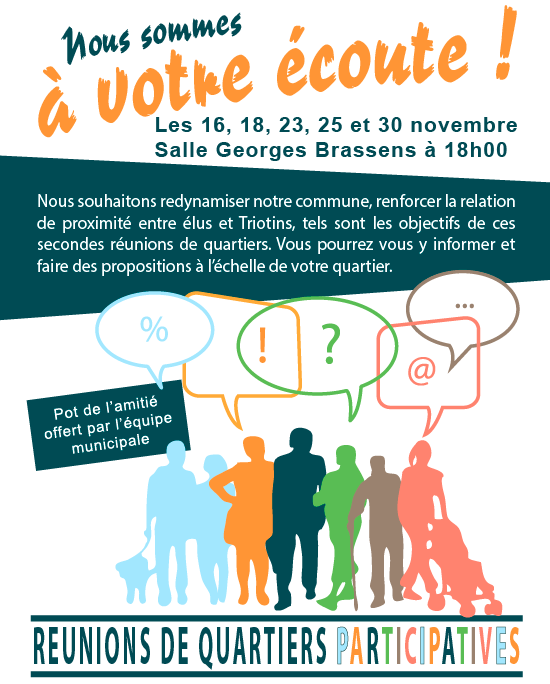 Nous sommes
à votre écoute !
Les 16, 18, 23, 25 et 30 novembre
Salle Georges Brassens à 18h00
Nous souhaitons redynamiser notre commune, renforcer la relation
de proximité entre élus et Triotins, tels sont les objectifs de ces
secondes réunions de quartiers. Vous pourrez vous y informer et
faire des propositions à l'échelle de votre quartier.
...
%
!
?
@
Pot de l'amitié
offert par l'équipe
municipale
REUNIONS DE QUARTIERS PARTICIPATIVES